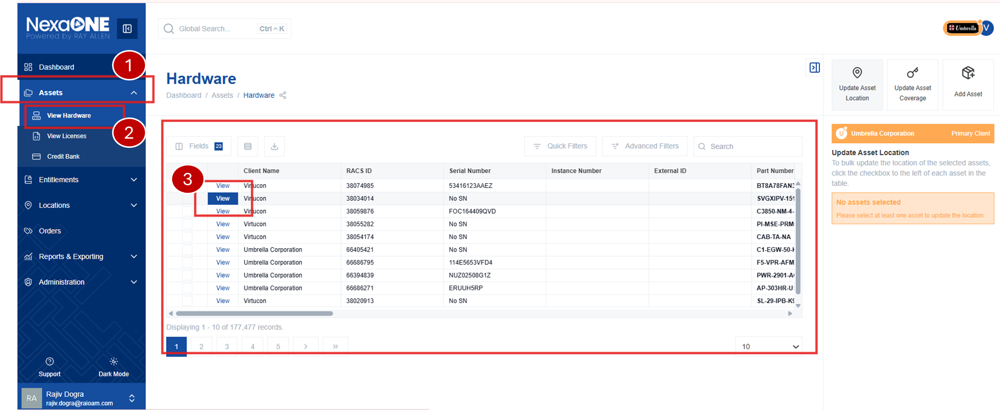 NexaONE
Powered by RAY ALLEN
Global Search...
Ctrl ^ K
Umbrella
V
1
Dashboard
Assets
View Hardware
2
View Licenses
Credit Bank
Entitlements
Locations
Orders
Reports & Exporting
Administration
Support
Dark Mode
RA
Rajiv Dogra
rajiv.dogra@raioam.com
Hardware
Dashboard / Assets / Hardware
Fields 23
Quick Filters
Advanced Filters
Search
3
Client Name RACS ID Serial Number Instance Number External ID Part Number
View Virtucon 38074985 53416123AAEZ BT8A78FAN3
View Virtucon 38034014 No SN SVGXIPV-151
View Virtucon 38059876 FOC164409QVD C3850-NM-4-
View Virtucon 38055282 No SN PI-MSE-PRM
View Virtucon 38054174 No SN CAB-TA-NA
View Umbrella Corporation 66405421 No SN C1-EGW-50-K
View Umbrella Corporation 66686795 114E5653VFD4 F5-VPR-AFM
View Umbrella Corporation 66394839 NUZ02508G1Z PWR-2901-A
View Umbrella Corporation 66686271 ERUUH5RP AP-303HR-US
View Virtucon 38020913 No SN SL-29-IPB-K9
Displaying 1 - 10 of 177,477 records.
1 2 3 4 5 › »
10
Update Asset Location
Update Asset Coverage
Add Asset
U Umbrella Corporation Primary Client
Update Asset Location
To bulk update the location of the selected assets,
click the checkbox to the left of each asset in the
table.
No assets selected
Please select at least one asset to update the location.